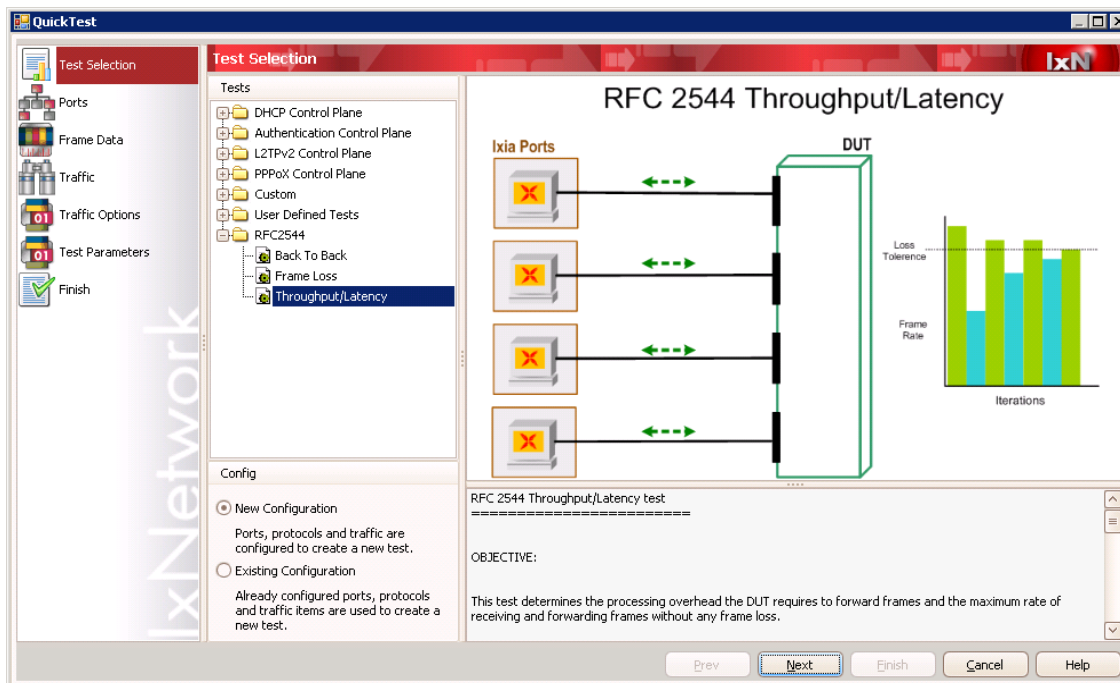 QuickTest
Test Selection
Ports
Frame Data
Traffic
Traffic Options
Test Parameters
Finish
IxNetwork
Test Selection
IxN
Tests
DHCP Control Plane
Authentication Control Plane
L2TPv2 Control Plane
PPPoX Control Plane
Custom
User Defined Tests
RFC2544
Back To Back
Frame Loss
Throughput/Latency
Config
New Configuration
Ports, protocols and traffic are
configured to create a new test.
Existing Configuration
Already configured ports, protocols
and traffic items are used to create a
new test.
RFC 2544 Throughput/Latency
Ixia Ports
DUT
Loss
Tolerence
Frame
Rate
Iterations
RFC 2544 Throughput/Latency test
========================
OBJECTIVE:
This test determines the processing overhead the DUT requires to forward frames and the maximum rate of
receiving and forwarding frames without any frame loss.
Prev
Next
Finish
Cancel
Help